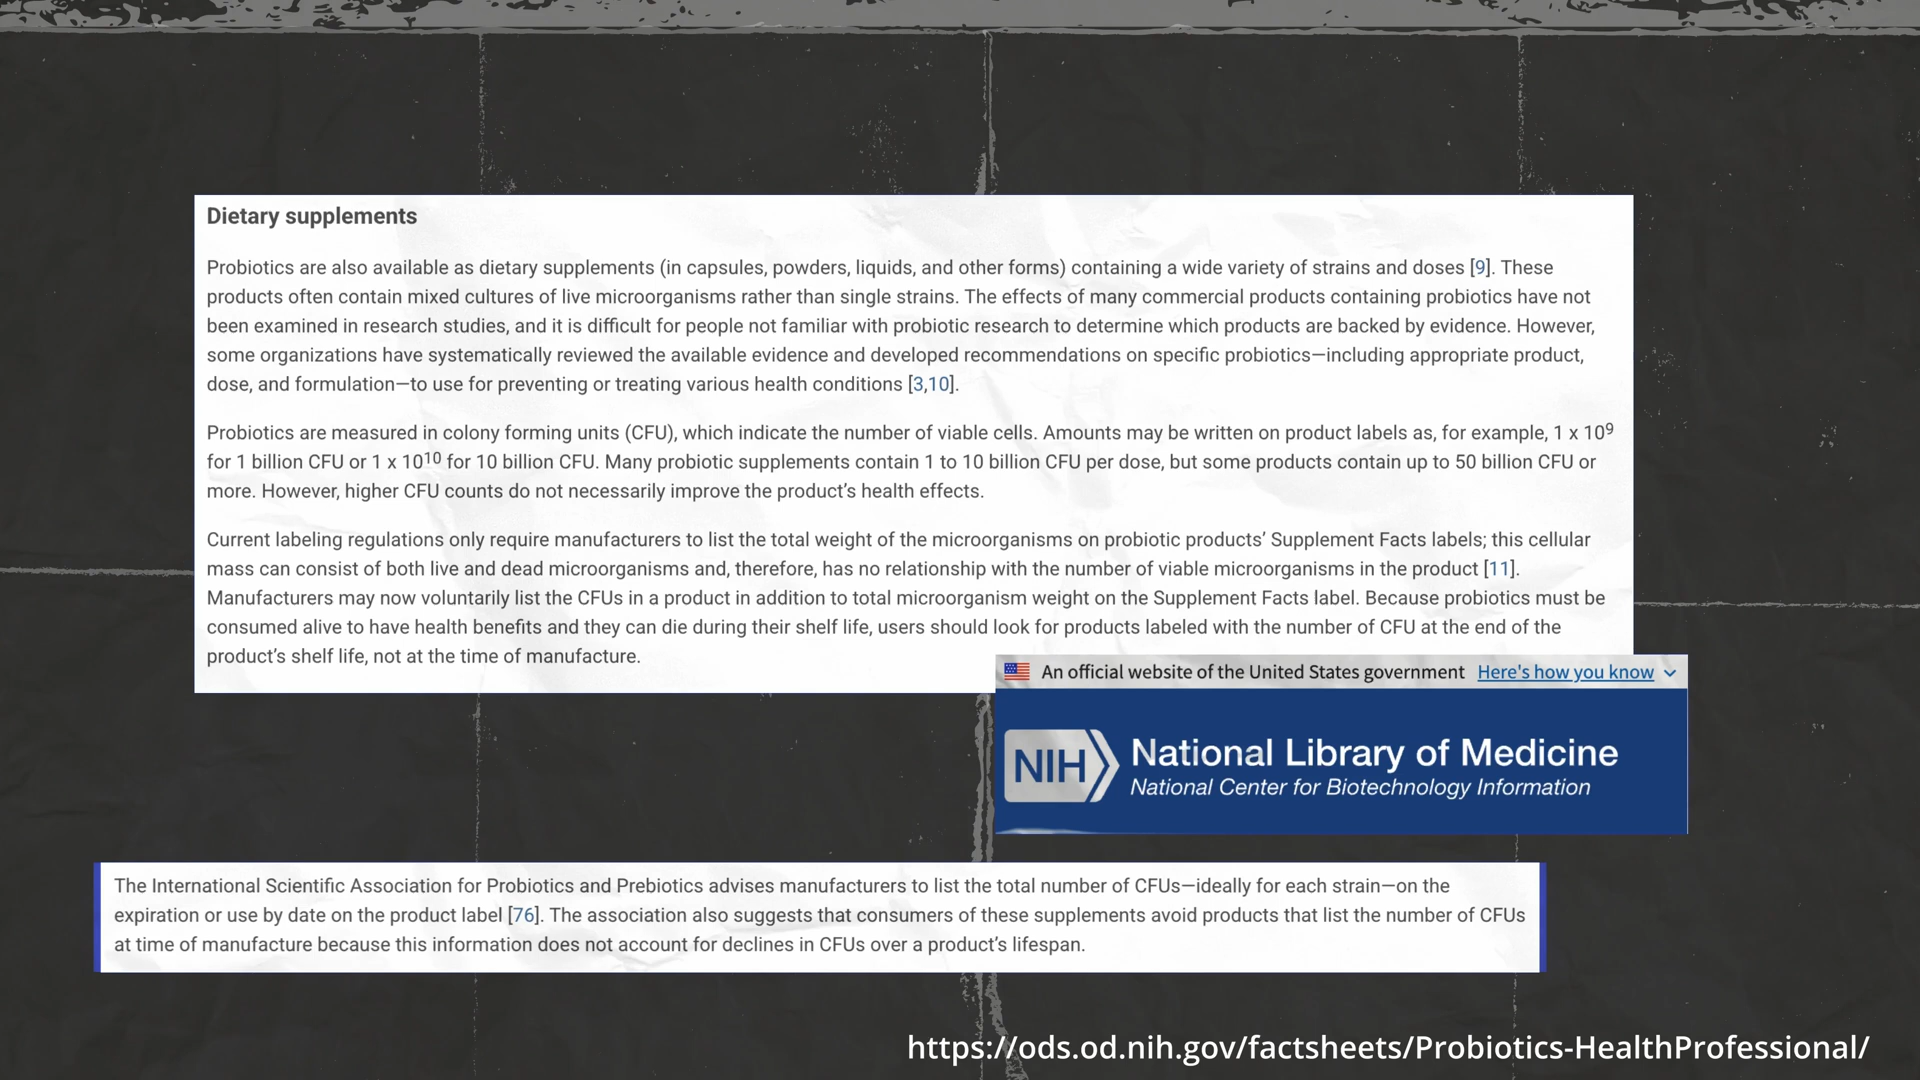 Dietary supplements
Probiotics are also available as dietary supplements (in capsules, powders, liquids, and other forms) containing a wide variety of strains and doses [9]. These
products often contain mixed cultures of live microorganisms rather than single strains. The effects of many commercial products containing probiotics have not
been examined in research studies, and it is difficult for people not familiar with probiotic research to determine which products are backed by evidence. However,
some organizations have systematically reviewed the available evidence and developed recommendations on specific probiotics—including appropriate product,
dose, and formulation—to use for preventing or treating various health conditions [3,10].
Probiotics are measured in colony forming units (CFU), which indicate the number of viable cells. Amounts may be written on product labels as, for example, 1 x 10⁹
for 1 billion CFU or 1 x 10¹⁰ for 10 billion CFU. Many probiotic supplements contain 1 to 10 billion CFU per dose, but some products contain up to 50 billion CFU or
more. However, higher CFU counts do not necessarily improve the product’s health effects.
Current labeling regulations only require manufacturers to list the total weight of the microorganisms on probiotic products’ Supplement Facts labels; this cellular
mass can consist of both live and dead microorganisms and, therefore, has no relationship with the number of viable microorganisms in the product [11].
Manufacturers may now voluntarily list the CFUs in a product in addition to total microorganism weight on the Supplement Facts label. Because probiotics must be
consumed alive to have health benefits and they can die during their shelf life, users should look for products labeled with the number of CFU at the end of the
product’s shelf life, not at the time of manufacture.
An official website of the United States government Here's how you know
NIH National Library of Medicine
National Center for Biotechnology Information
The International Scientific Association for Probiotics and Prebiotics advises manufacturers to list the total number of CFUs—ideally for each strain—on the
expiration or use by date on the product label [76]. The association also suggests that consumers of these supplements avoid products that list the number of CFUs
at time of manufacture because this information does not account for declines in CFUs over a product’s lifespan.
https://ods.od.nih.gov/factsheets/Probiotics-HealthProfessional/